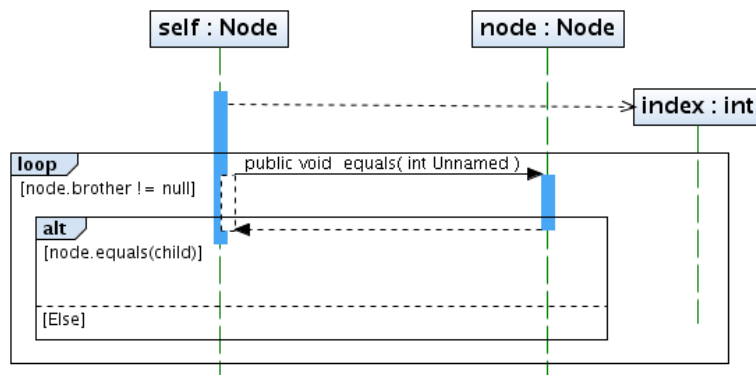 self : Node
node : Node
index : int
loop
public void equals( int Unnamed )
[node.brother != null]
alt
[node.equals(child)]
[Else]